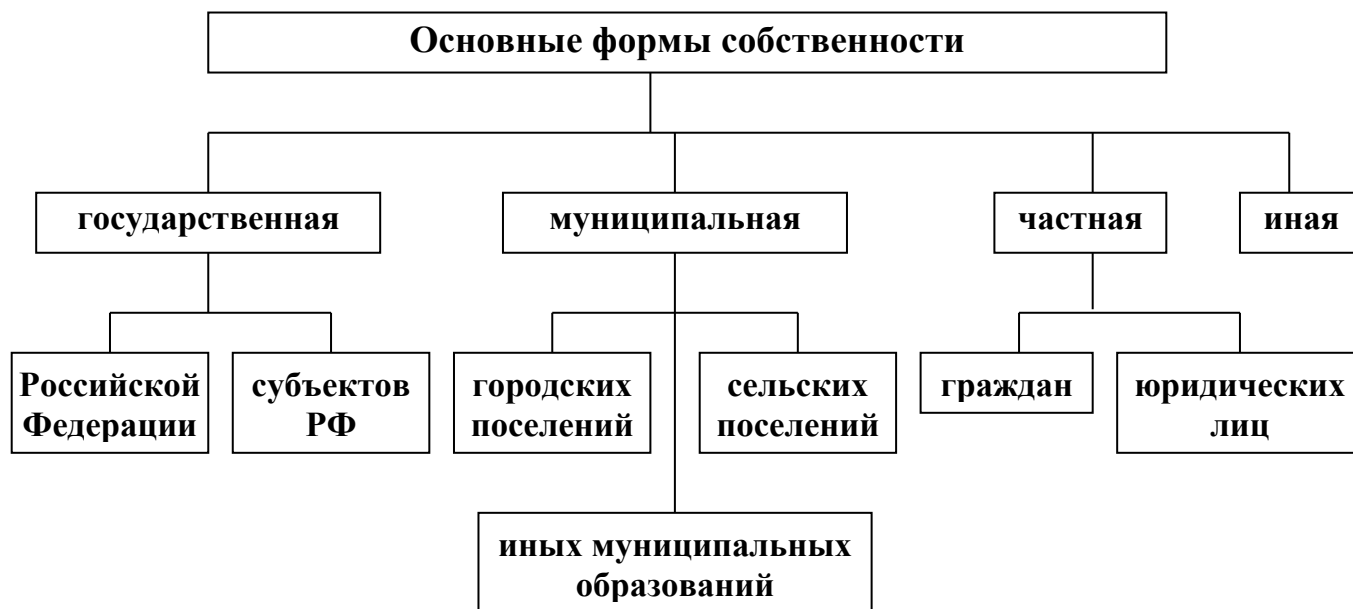 Основные формы собственности
государственная
муниципальная
частная
иная
Российской
Федерации
субъектов
РФ
городских
поселений
сельских
поселений
граждан
юридических
лиц
иных муниципальных
образований